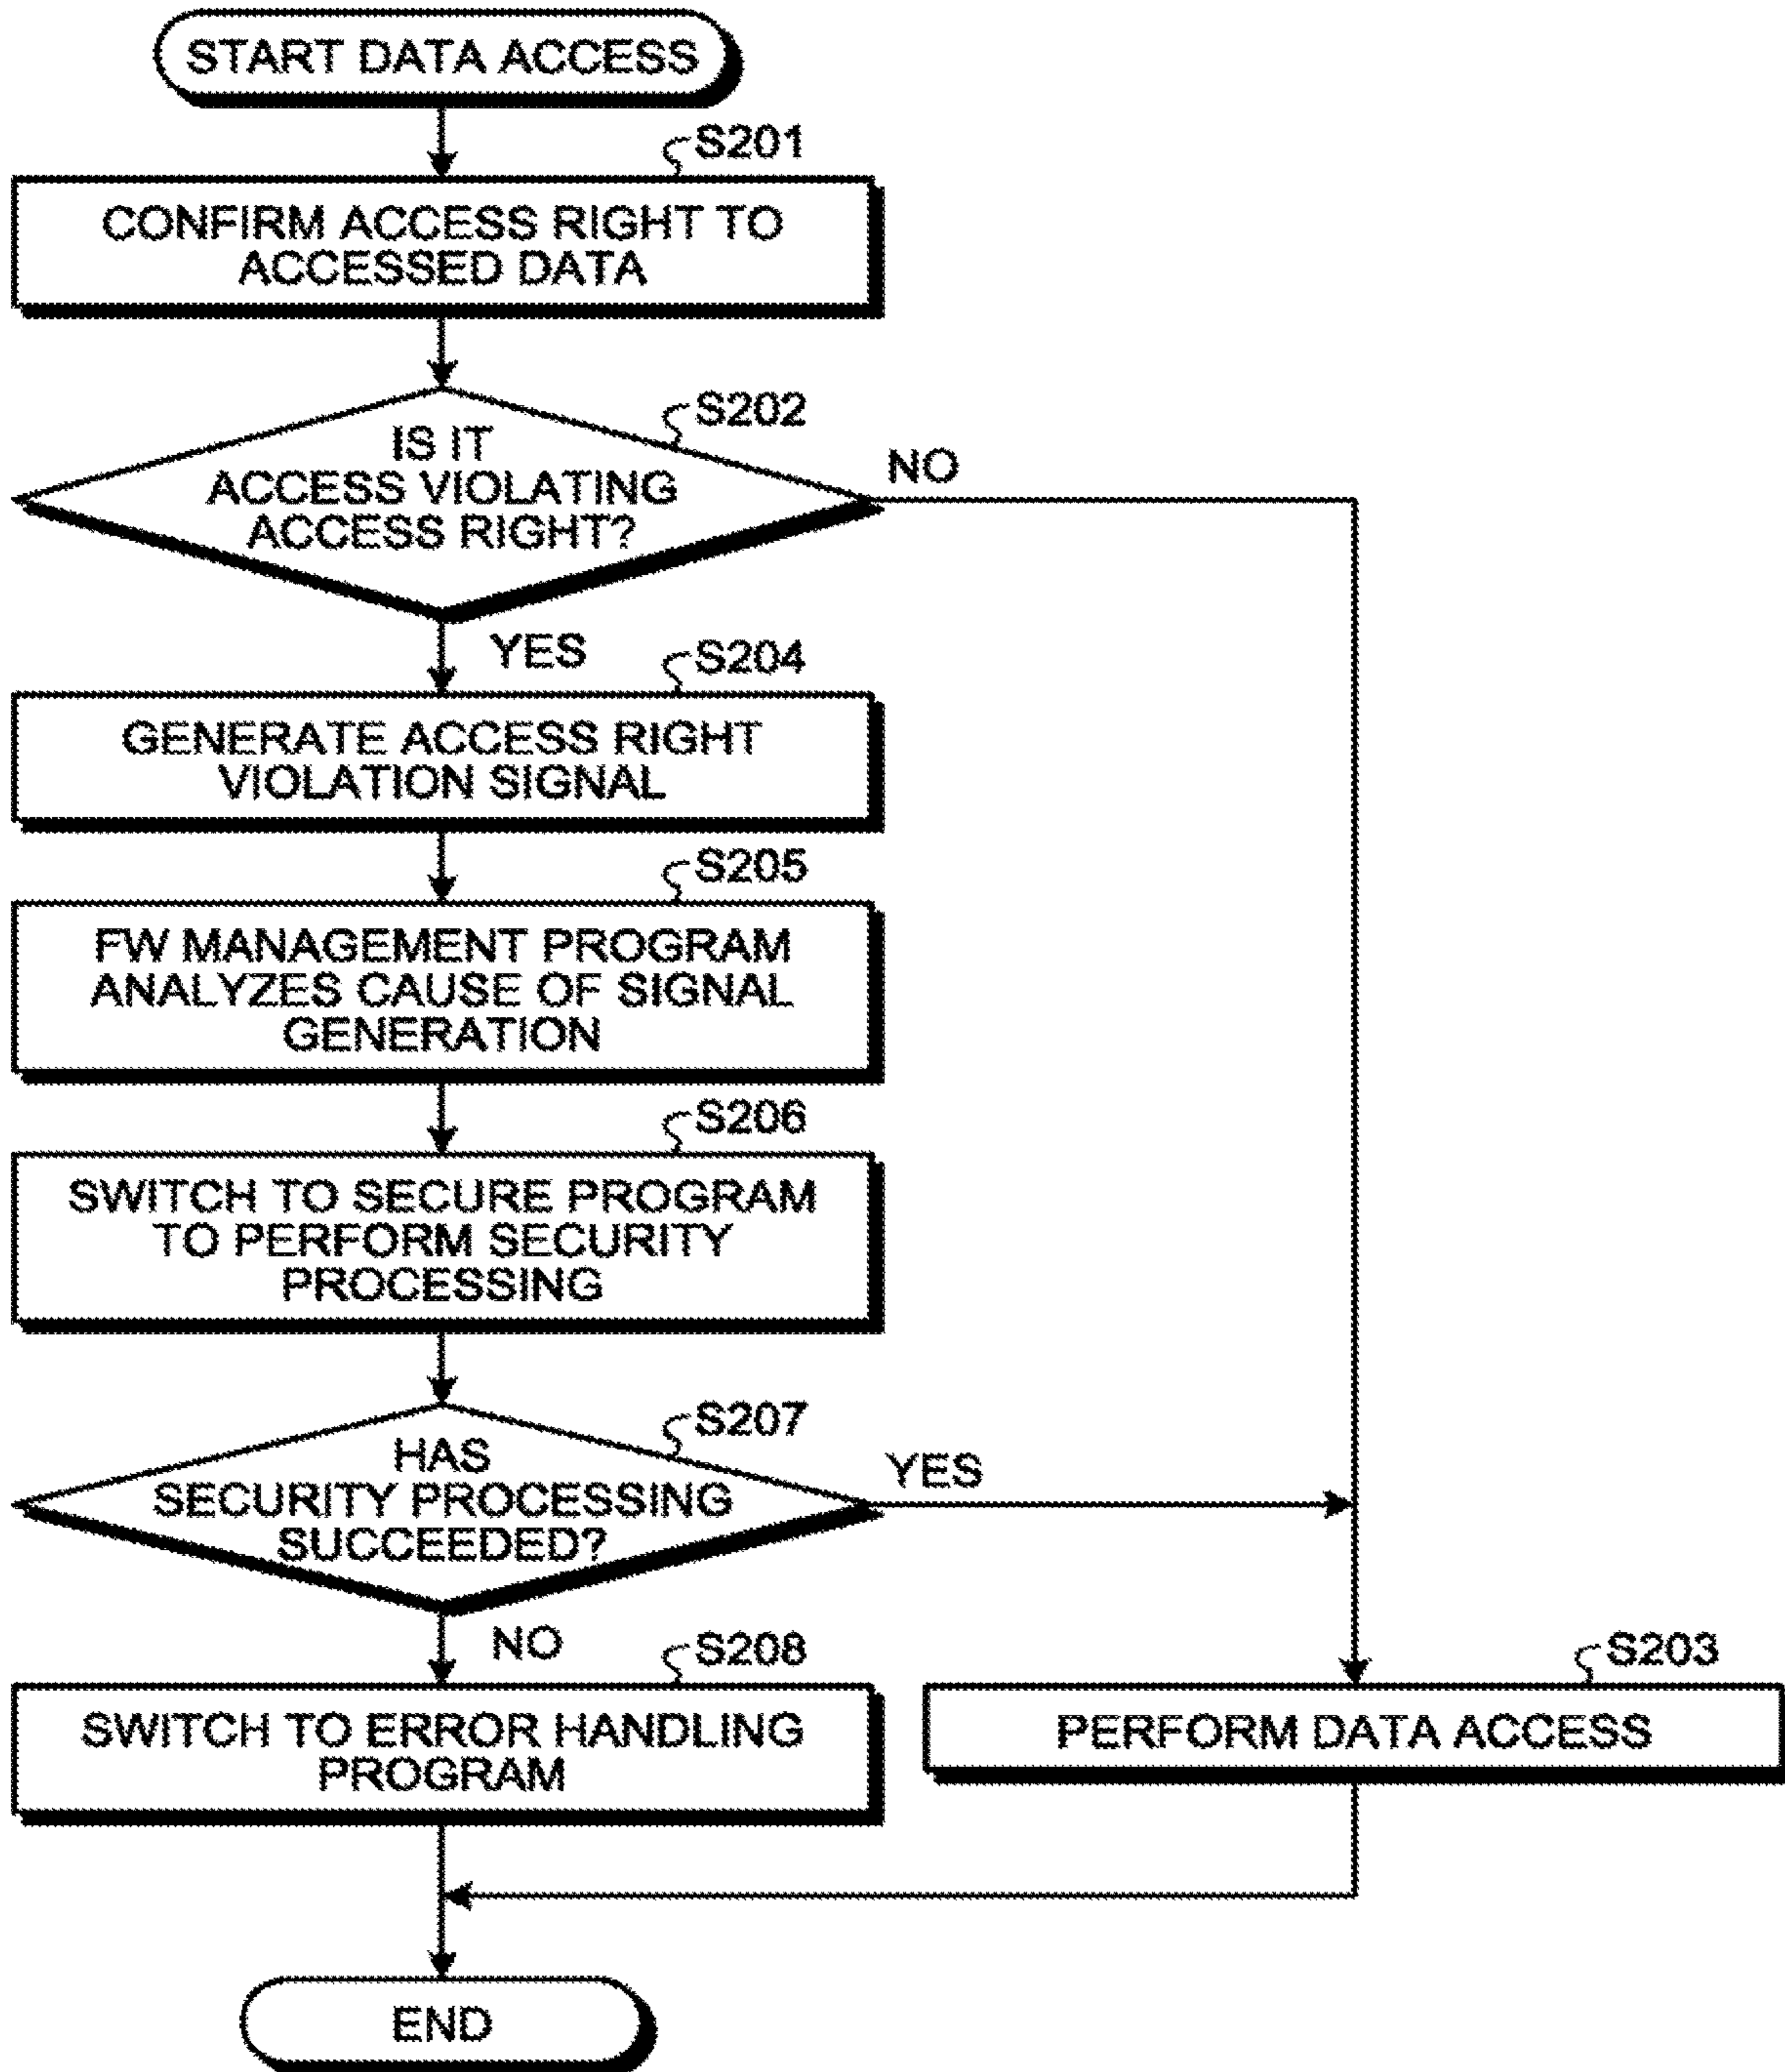 START DATA ACCESS
S201
CONFIRM ACCESS RIGHT TO
ACCESSED DATA
S202
IS IT
ACCESS VIOLATING
ACCESS RIGHT?
NO
YES
S204
GENERATE ACCESS RIGHT
VIOLATION SIGNAL
S205
FW MANAGEMENT PROGRAM
ANALYZES CAUSE OF SIGNAL
GENERATION
S206
SWITCH TO SECURE PROGRAM
TO PERFORM SECURITY
PROCESSING
S207
HAS
SECURITY PROCESSING
SUCCEEDED?
YES
NO
S208
SWITCH TO ERROR HANDLING
PROGRAM
S203
PERFORM DATA ACCESS
END